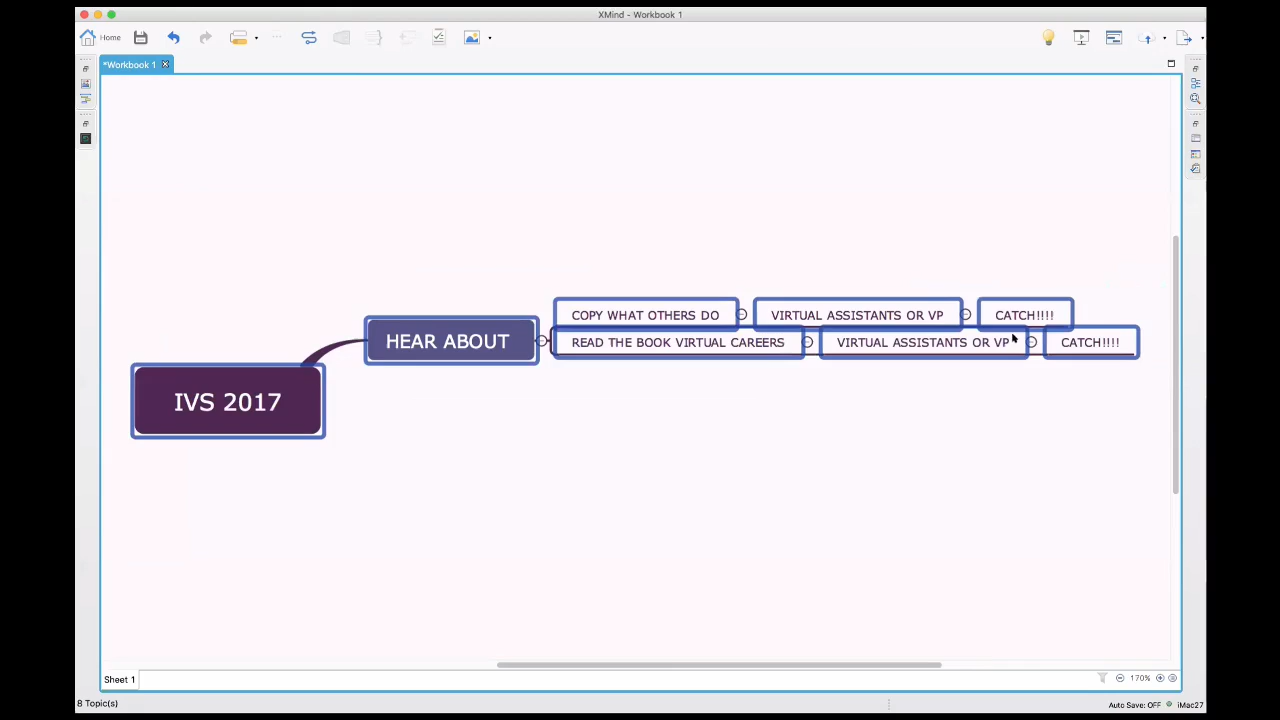 XMind - Workbook 1
Home
*Workbook 1
COPY WHAT OTHERS DO VIRTUAL ASSISTANTS OR VP CATCH!!!!
HEAR ABOUT READ THE BOOK VIRTUAL CAREERS VIRTUAL ASSISTANTS OR VP CATCH!!!!
IVS 2017
Sheet 1 170%
8 Topic(s) Auto Save: OFF iMac27